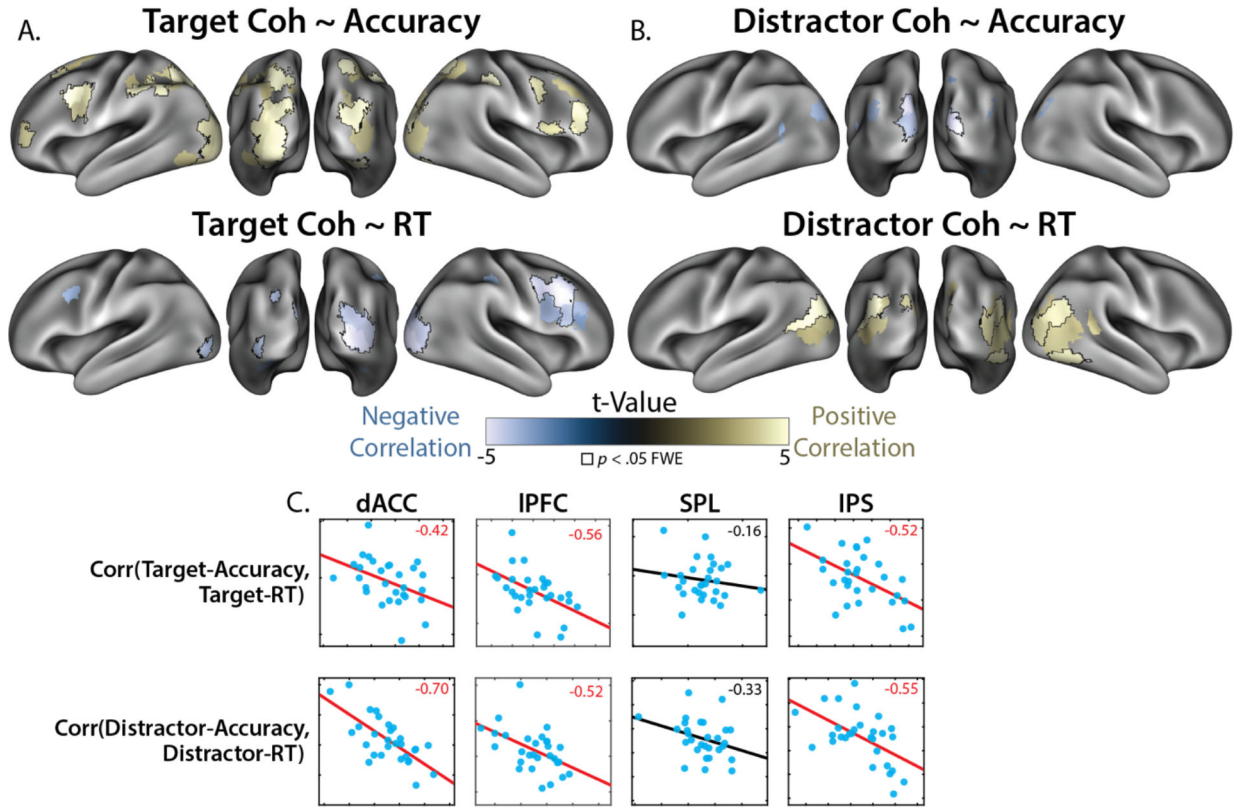 A.
Target Coh ~ Accuracy
B.
Distractor Coh ~ Accuracy
Target Coh ~ RT
Distractor Coh ~ RT
Negative
Correlation
t-Value
Positive
Correlation
-5
p < .05 FWE
5
C.
dACC
lPFC
SPL
IPS
Corr(Target-Accuracy,
Target-RT)
-0.42
-0.56
-0.16
-0.52
Corr(Distractor-Accuracy,
Distractor-RT)
-0.70
-0.52
-0.33
-0.55